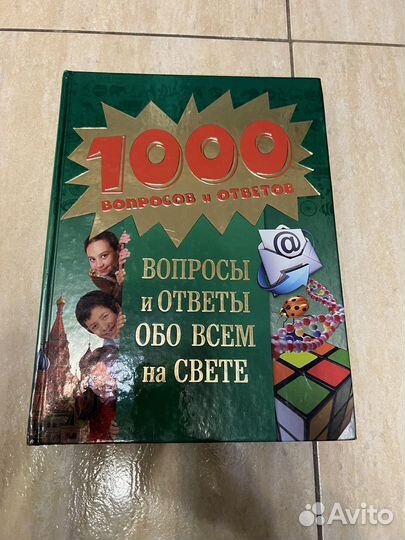 1000
ВОПРОСОВ и ОТВЕТОВ
@
ВОПРОСЫ
и ОТВЕТЫ
ОБО ВСЕМ
на СВЕТЕ
Avito